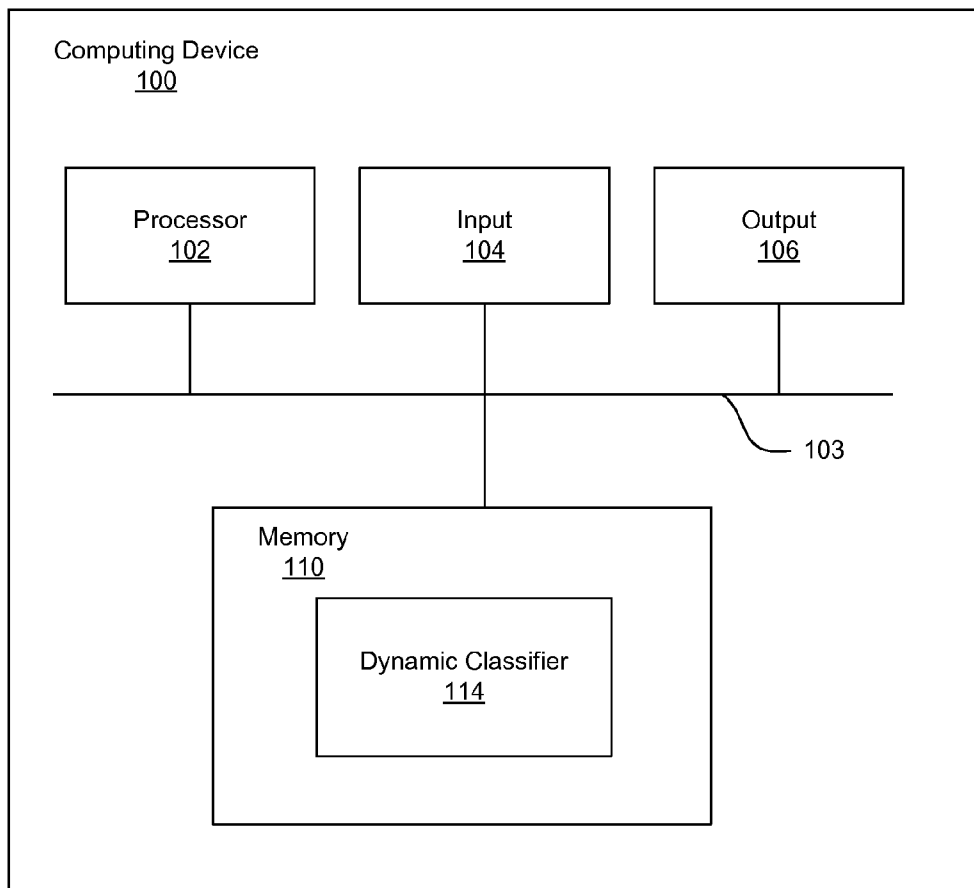 Computing Device
100
Processor
102
Input
104
Output
106
103
Memory
110
Dynamic Classifier
114